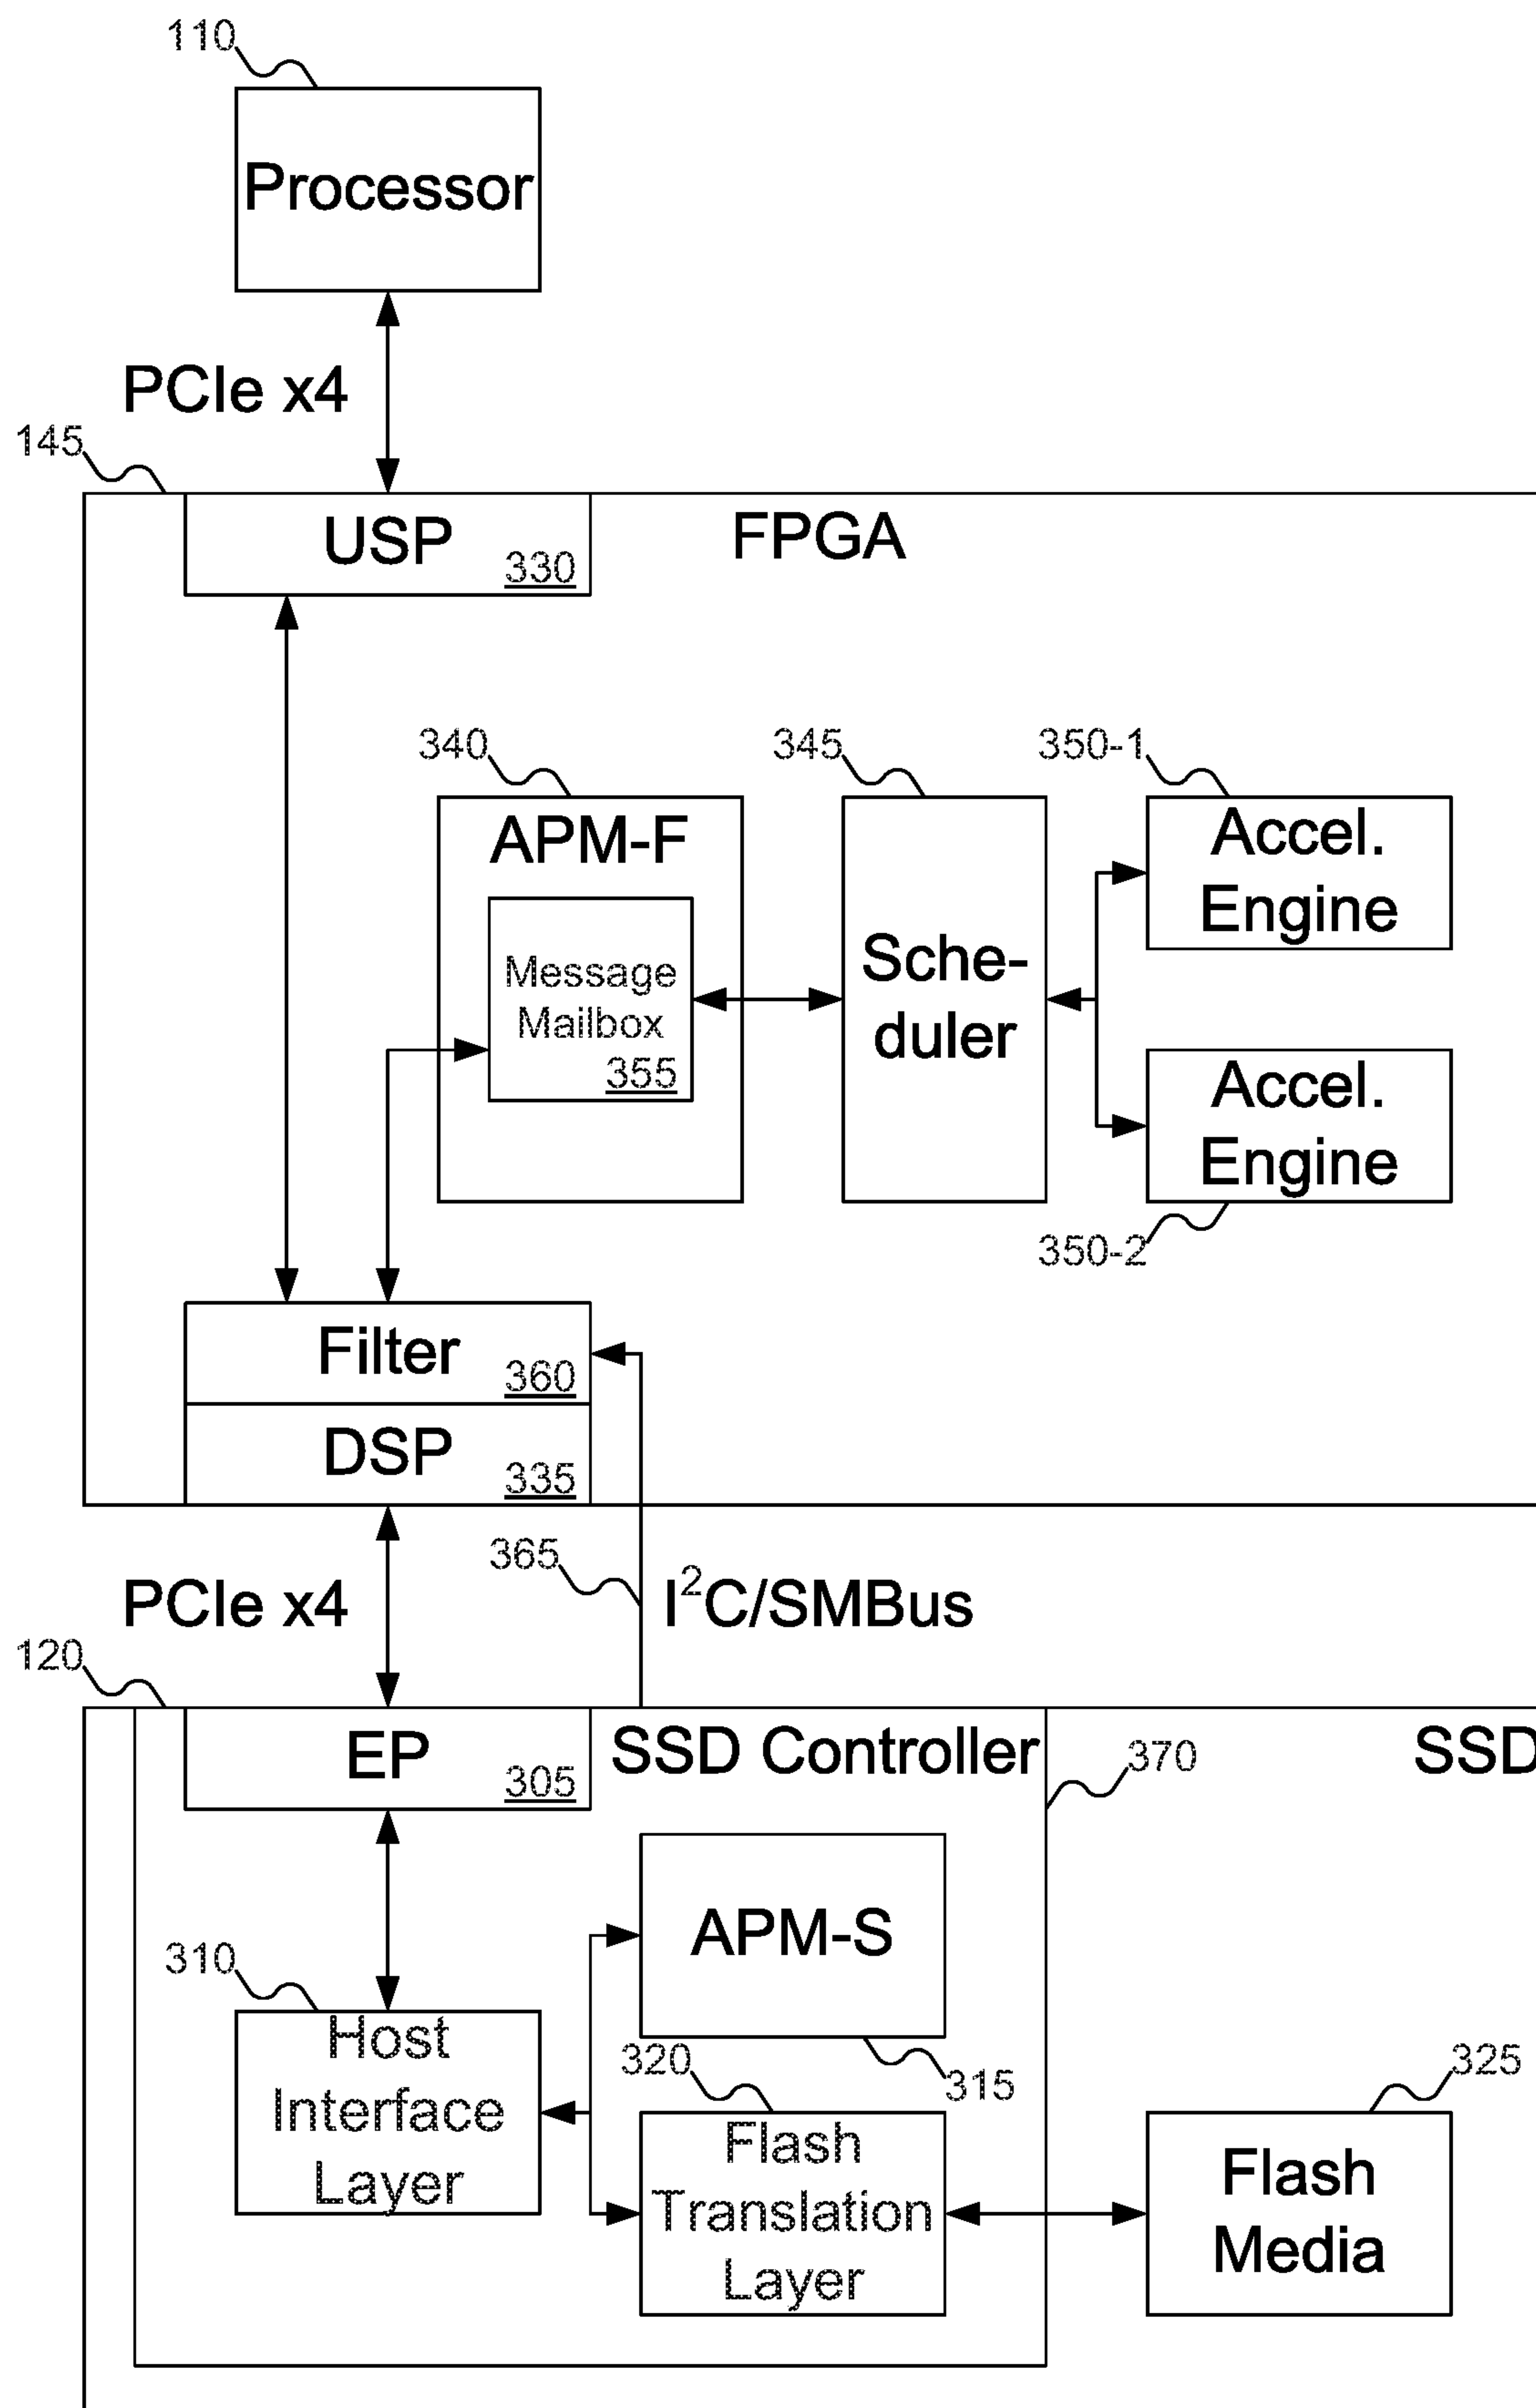 110
Processor
PCIe x4
145
USP
330
FPGA
340
345
350-1
APM-F
Message
Mailbox
355
Sche-
duler
Accel.
Engine
Accel.
Engine
350-2
Filter
360
DSP
335
365
PCIe x4
I²C/SMBus
120
EP
305
SSD Controller
370
SSD
APM-S
310
Host
Interface
Layer
315
320
Flash
Translation
Layer
325
Flash
Media